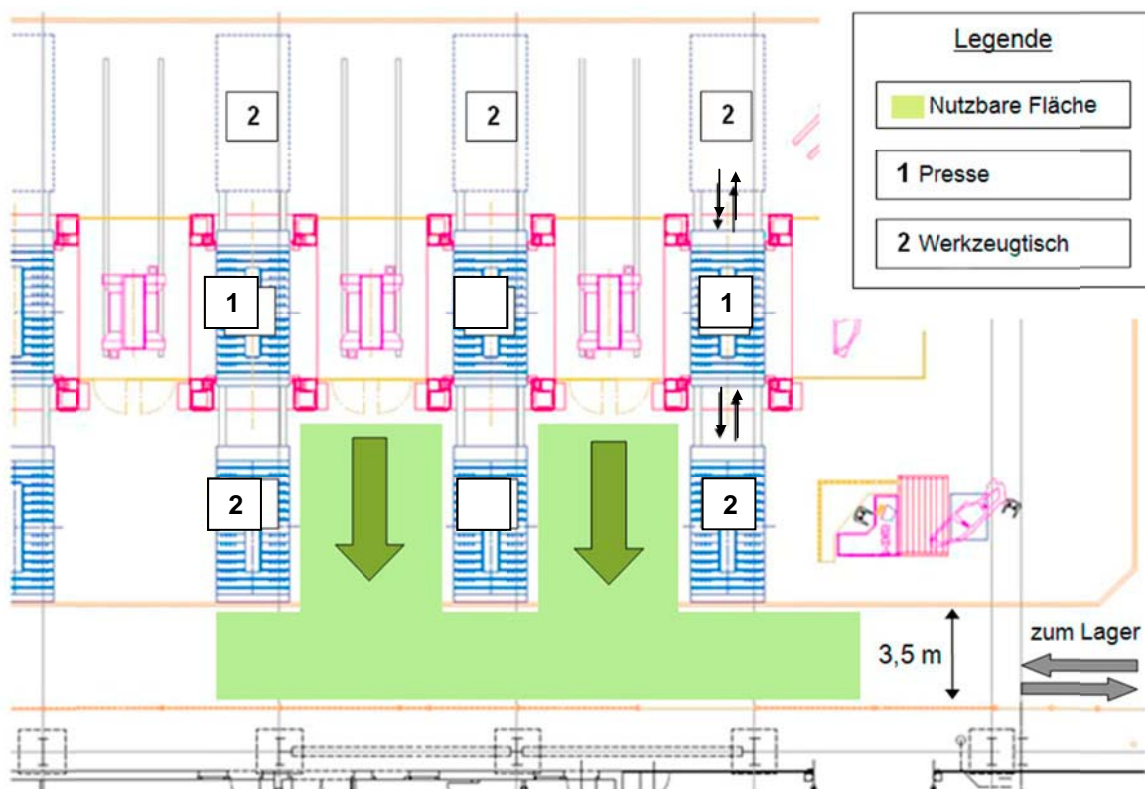 Legende
Nutzbare Fläche
1 Presse
2 Werkzeugtisch
2
2
2
1
1
2
2
zum Lager
3,5 m